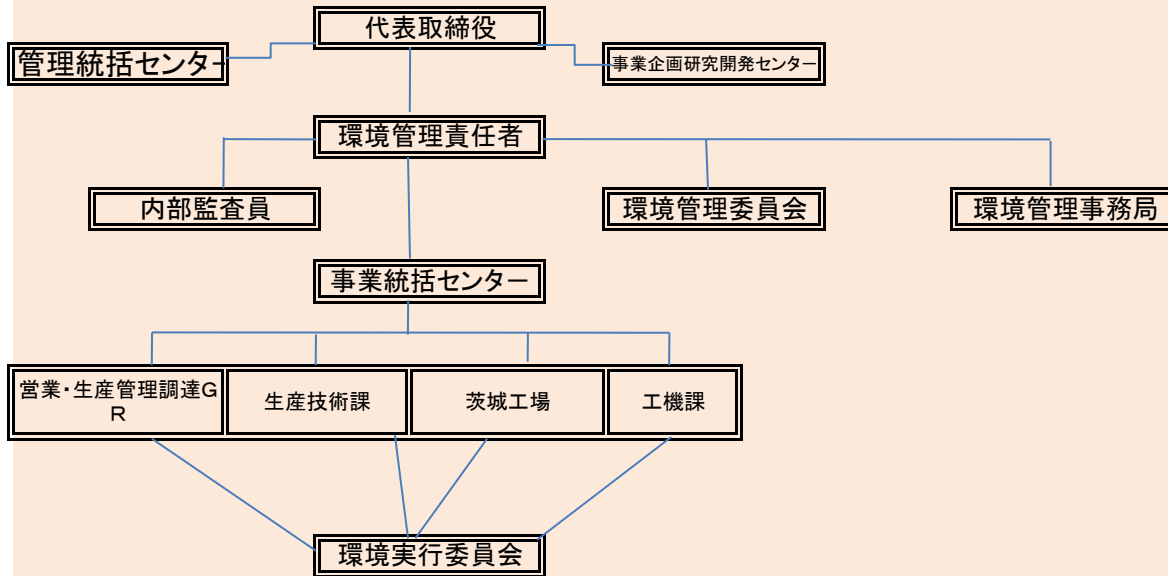 代表取締役
管理統括センター
事業企画研究開発センター
環境管理責任者
内部監査員
環境管理委員会
環境管理事務局
事業統括センター
営業・生産管理調達G
R
生産技術課
茨城工場
工機課
環境実行委員会